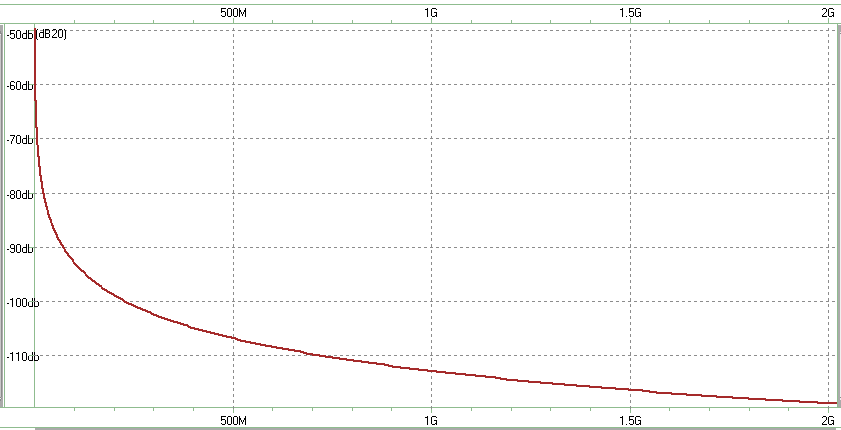 500M 1G 1.5G 2G
-50db (dB20)
-60db
-70db
-80db
-90db
-100db
-110db
500M 1G 1.5G 2G